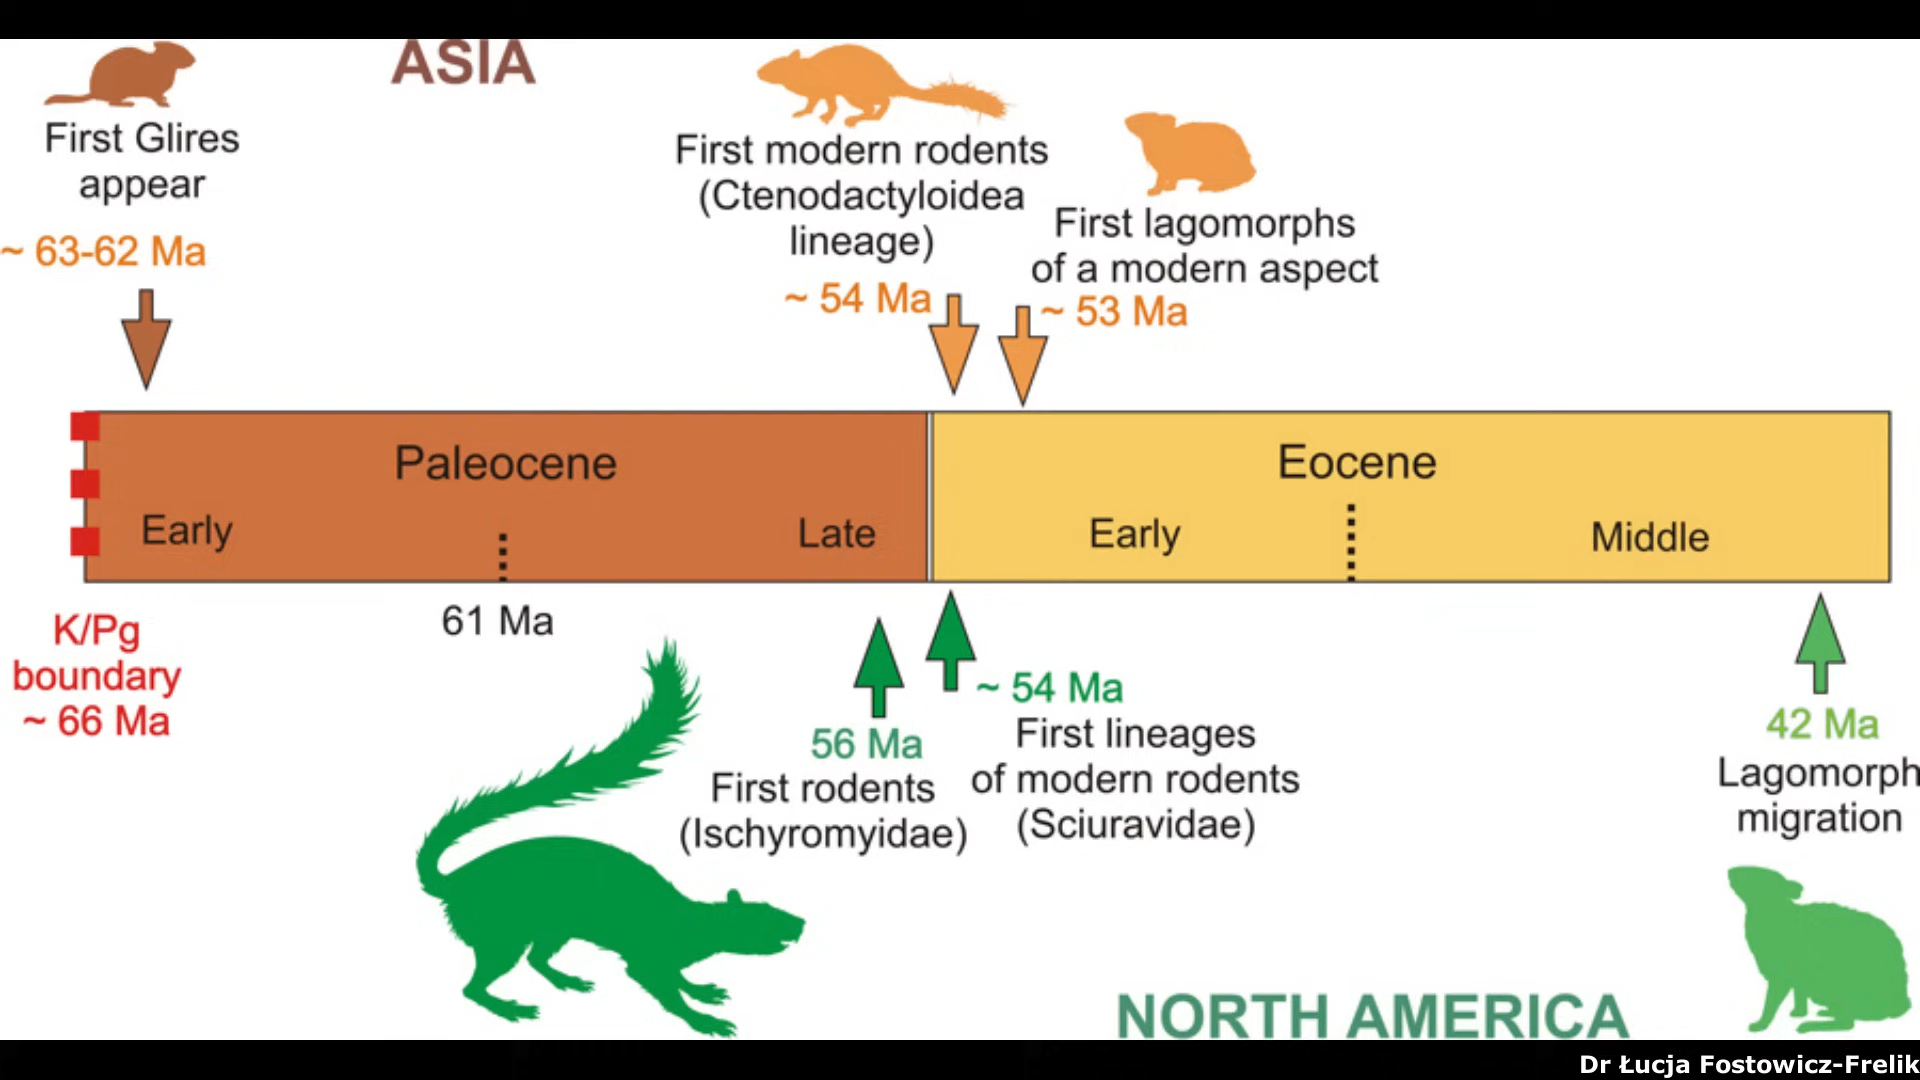 ASIA
First Glires
appear
~ 63-62 Ma
First modern rodents
(Ctenodactyloidea
lineage)
~ 54 Ma
First lagomorphs
of a modern aspect
~ 53 Ma
Paleocene
Early
Late
Eocene
Early
Middle
K/Pg
boundary
~ 66 Ma
61 Ma
56 Ma
First rodents
(Ischyromyidae)
~ 54 Ma
First lineages
of modern rodents
(Sciuravidae)
42 Ma
Lagomorph
migration
NORTH AMERICA
Dr Łucja Fostowicz-Frelik